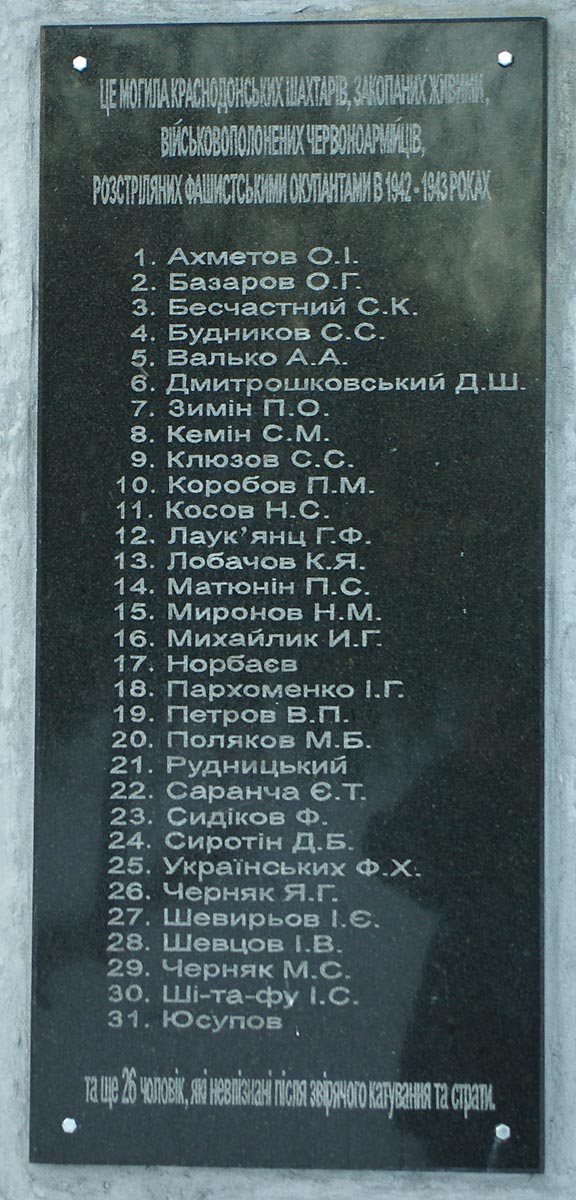 ЦЕ МОГИЛА КРАСНОДОНСЬКИХ ШАХТАРІВ, ЗАКОПАНИХ ЖИВИМИ,
ВІЙСЬКОВОПОЛОНЕНИХ ЧЕРВОНОАРМІЙЦІВ,
РОЗСТРІЛЯНИХ ФАШИСТСЬКИМИ ОКУПАНТАМИ В 1942 - 1943 РОКАХ
1. Ахметов О.І.
2. Базаров О.Г.
3. Бесчастний С.К.
4. Будников С.С.
5. Валько А.А.
6. Дмитрошковський Д.Ш.
7. Зимін П.О.
8. Кемін С.М.
9. Клюзов С.С.
10. Коробов П.М.
11. Косов Н.С.
12. Лаук'янц Г.Ф.
13. Лобачов К.Я.
14. Матюнін П.С.
15. Миронов Н.М.
16. Михайлик И.Г.
17. Норбаєв
18. Пархоменко І.Г.
19. Петров В.П.
20. Поляков М.Б.
21. Рудницький
22. Саранча Є.Т.
23. Сидіков Ф.
24. Сиротін Д.Б.
25. Українських Ф.Х.
26. Черняк Я.Г.
27. Шевирьов І.Є.
28. Шевцов І.В.
29. Черняк М.С.
30. Ші-та-фу І.С.
31. Юсупов
та ще 26 чоловік, які невпізнані після звірячого катування та страти.